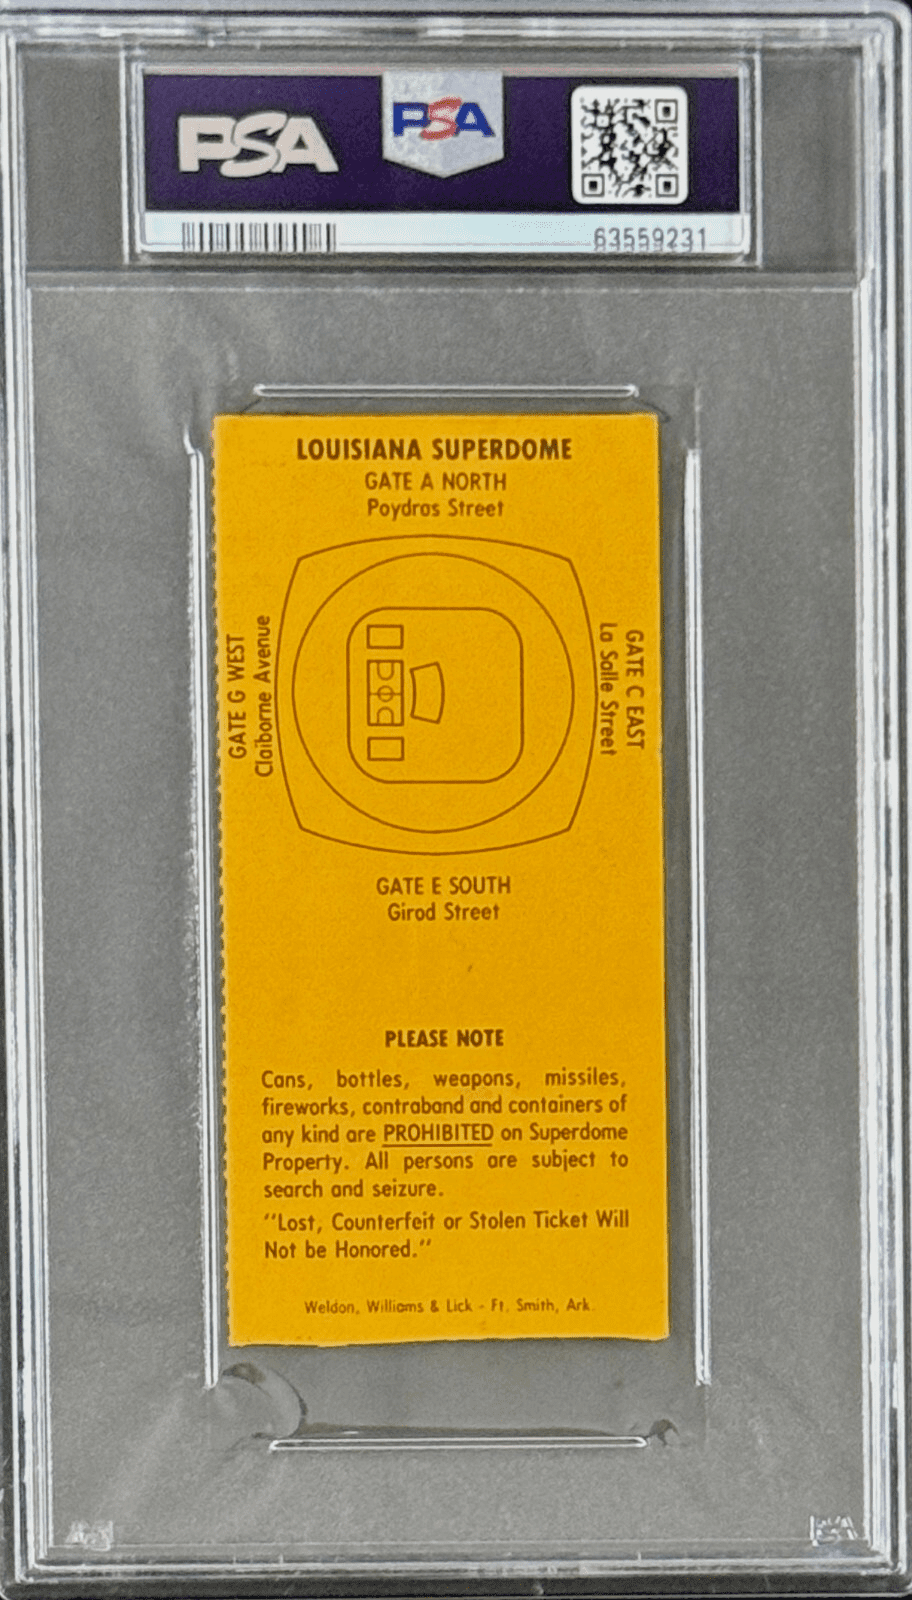 PSA
PSA
63559231
LOUISIANA SUPERDOME
GATE A NORTH
Poydras Street
GATE G WEST
Claiborne Avenue
GATE C EAST
La Salle Street
GATE E SOUTH
Girod Street
PLEASE NOTE
Cans, bottles, weapons, missiles,
fireworks, contraband and containers of
any kind are PROHIBITED on Superdome
Property. All persons are subject to
search and seizure.
"Lost, Counterfeit or Stolen Ticket Will
Not be Honored."
Weldon, Williams & Lick - Ft. Smith, Ark.